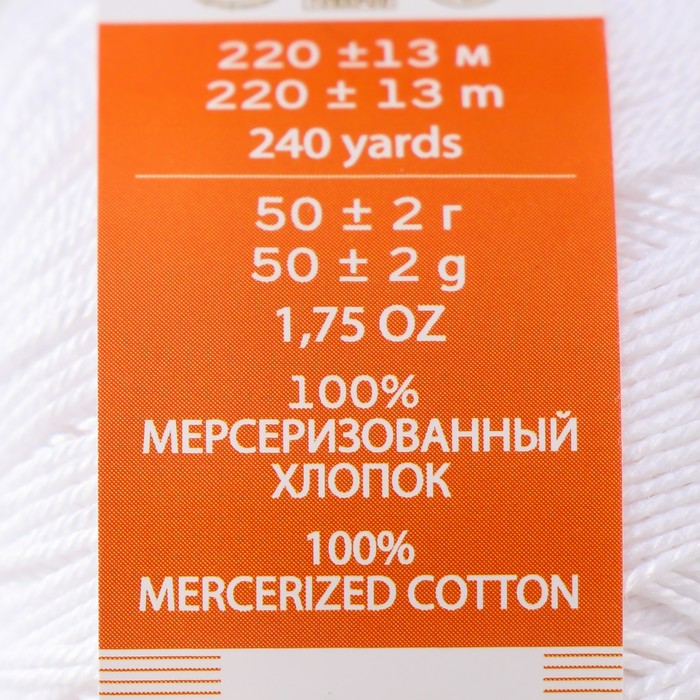 220 ±13 м
220 ± 13 m
240 yards
50 ± 2 г
50 ± 2 g
1,75 OZ
100%
МЕРСЕРИЗОВАННЫЙ
ХЛОПОК
100%
MERCERIZED COTTON